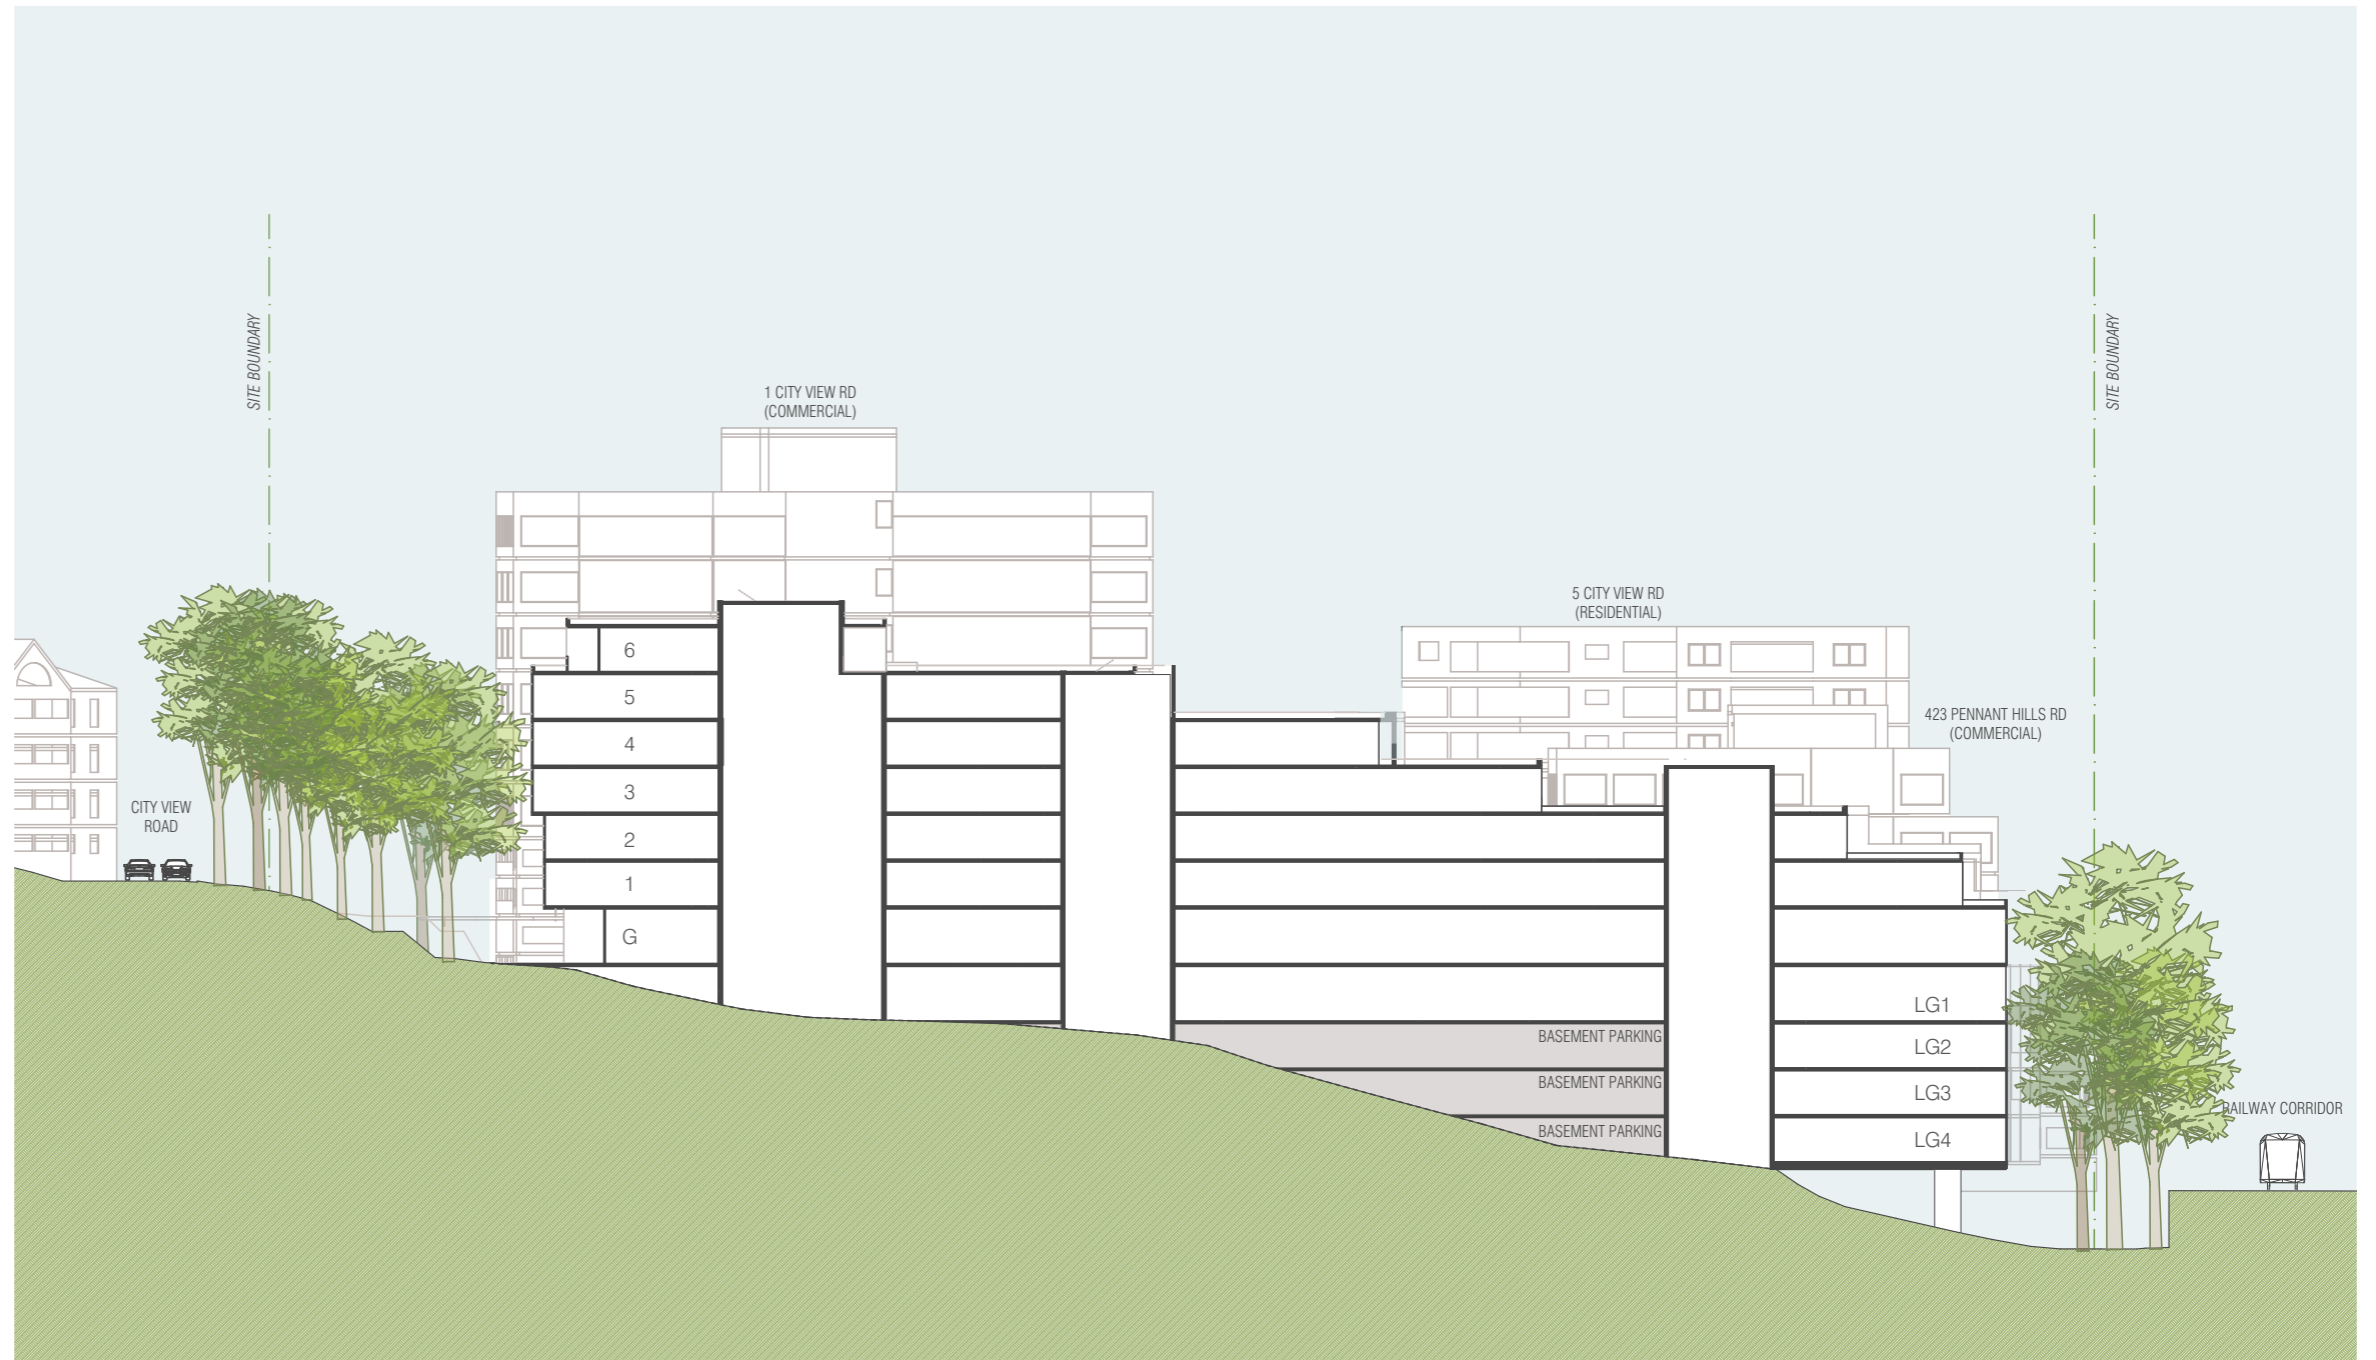 SITE BOUNDARY
SITE BOUNDARY
1 CITY VIEW RD
(COMMERCIAL)
5 CITY VIEW RD
(RESIDENTIAL)
423 PENNANT HILLS RD
(COMMERCIAL)
CITY VIEW
ROAD
6
5
4
3
2
1
G
LG1
BASEMENT PARKING
LG2
BASEMENT PARKING
LG3
BASEMENT PARKING
LG4
RAILWAY CORRIDOR